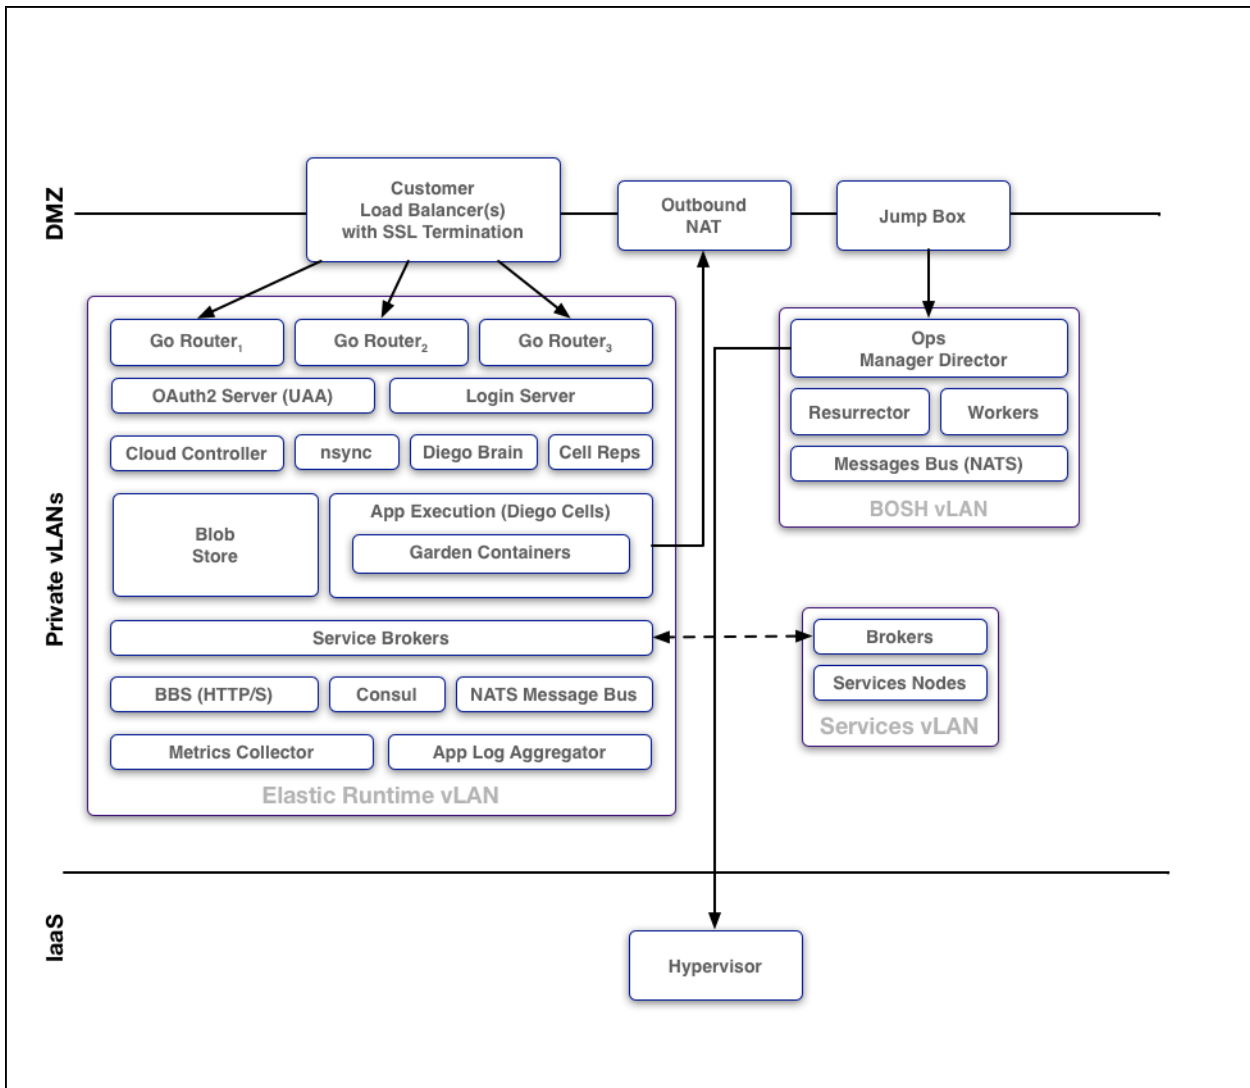 DMZ
Customer
Load Balancer(s)
with SSL Termination
Outbound
NAT
Jump Box
Private vLANs
Go Router1
Go Router2
Go Router3
OAuth2 Server (UAA)
Login Server
Cloud Controller
nsync
Diego Brain
Cell Reps
Blob
Store
App Execution (Diego Cells)
Garden Containers
Service Brokers
BBS (HTTP/S)
Consul
NATS Message Bus
Metrics Collector
App Log Aggregator
Elastic Runtime vLAN
Ops
Manager Director
Resurrector
Workers
Messages Bus (NATS)
BOSH vLAN
Brokers
Services Nodes
Services vLAN
IaaS
Hypervisor